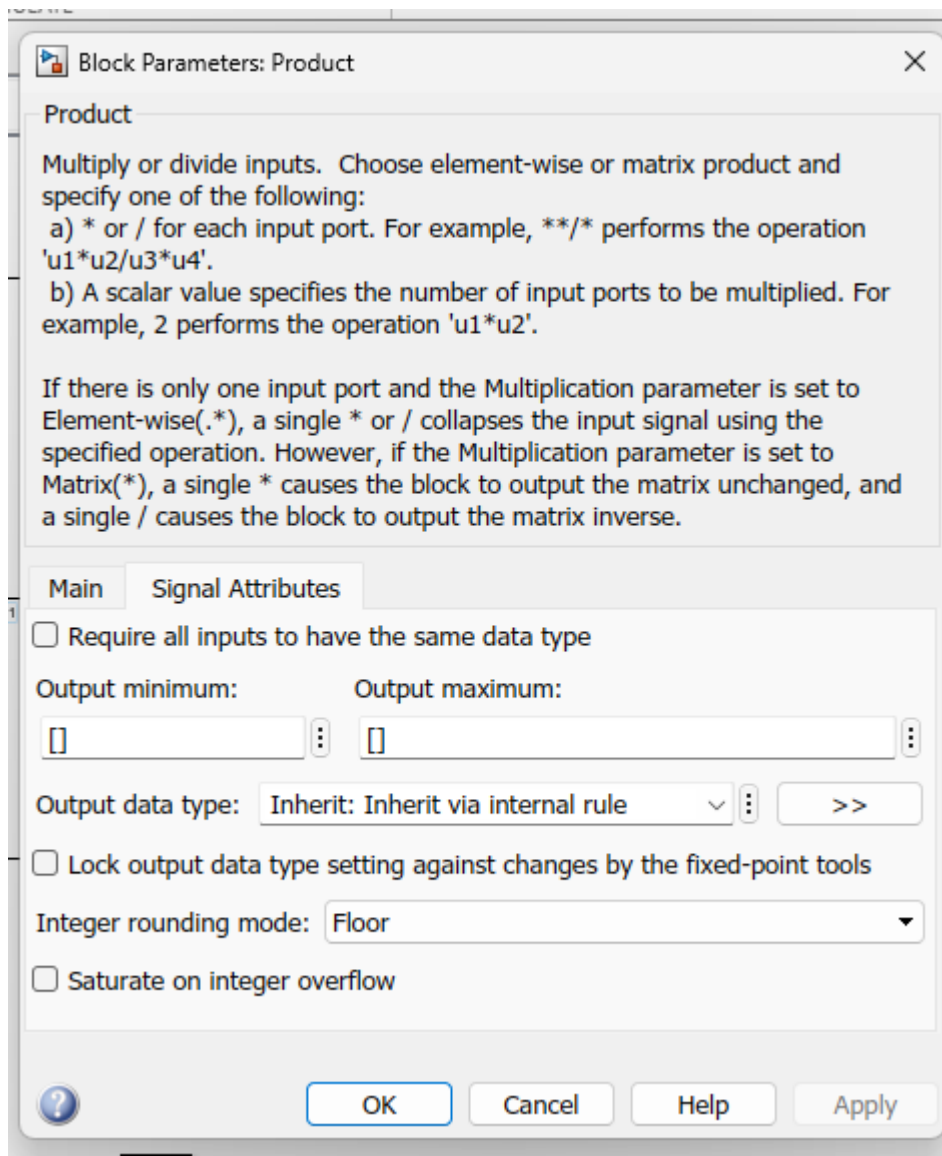 Block Parameters: Product
Product
Multiply or divide inputs.  Choose element-wise or matrix product and
specify one of the following:
a) * or / for each input port. For example, **/* performs the operation
'u1*u2/u3*u4'.
b) A scalar value specifies the number of input ports to be multiplied. For
example, 2 performs the operation 'u1*u2'.
If there is only one input port and the Multiplication parameter is set to
Element-wise(.*), a single * or / collapses the input signal using the
specified operation. However, if the Multiplication parameter is set to
Matrix(*), a single * causes the block to output the matrix unchanged, and
a single / causes the block to output the matrix inverse.
Main Signal Attributes
1
Require all inputs to have the same data type
Output minimum: Output maximum:
[] []
Output data type: Inherit: Inherit via internal rule >>
Lock output data type setting against changes by the fixed-point tools
Integer rounding mode: Floor
Saturate on integer overflow
? OK Cancel Help Apply